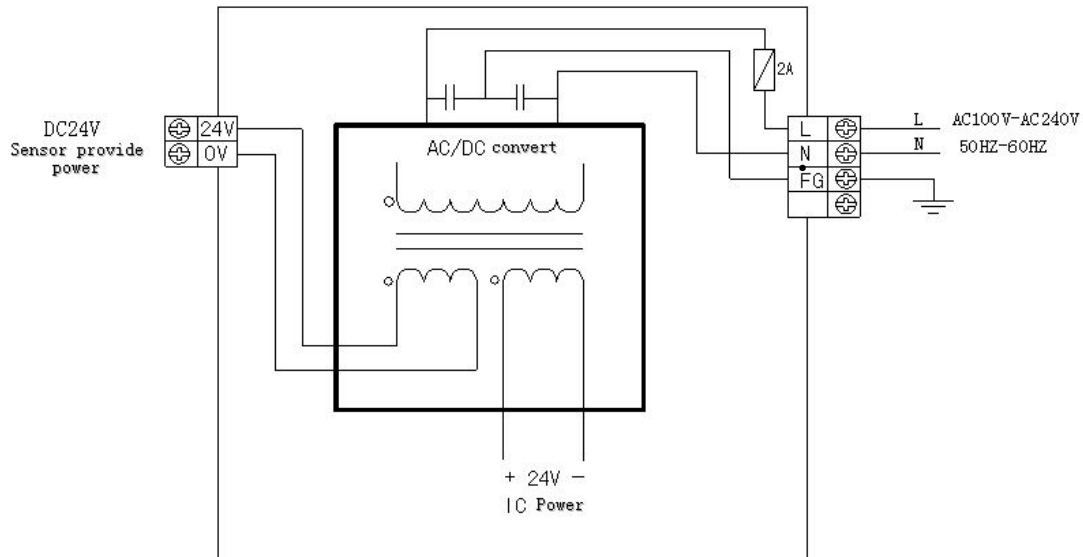 2A
DC24V
Sensor provide
power
24V
0V
AC/DC convert
L
N
FG
L AC100V-AC240V
N 50HZ-60HZ
+ 24V −
IC Power